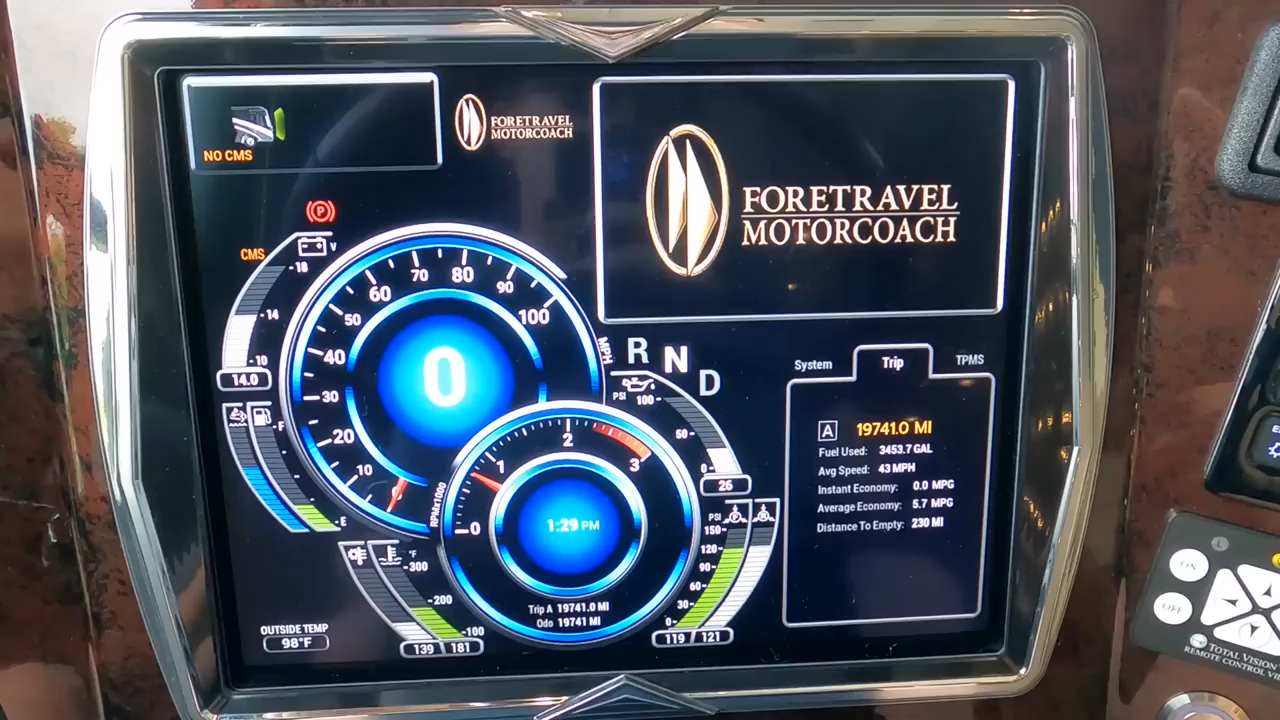 NO CMS
FORETRAVEL
MOTORCOACH
FORETRAVEL
MOTORCOACH
P
CMS
V
18
14
10
14.0
F
E
0
10
20
30
40
50
60
70
80
90
100
MPH
0
R N D
PSI
100
50
0
26
RPMx1000
0
1
2
3
1:29 PM
Trip A 19741.0 MI
Odo 19741 MI
°F
300
200
100
139 / 181
PSI
150
120
90
60
30
0
119 / 121
OUTSIDE TEMP
98°F
System Trip TPMS
A 19741.0 MI
Fuel Used: 3453.7 GAL
Avg Speed: 43 MPH
Instant Economy: 0.0 MPG
Average Economy: 5.7 MPG
Distance To Empty: 230 MI
L
ON
OFF
TOTAL VISION
REMOTE CONTROL